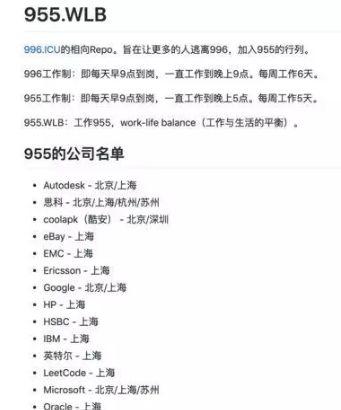 955.WLB
996.ICU的相向Repo。旨在让更多的人逃离996，加入955的行列。
996工作制：即每天早9点到岗，一直工作到晚上9点。每周工作6天。
955工作制：即每天早9点到岗，一直工作到晚上5点。每周工作5天。
955.WLB：工作955，work-life balance（工作与生活的平衡）。
955的公司名单
• Autodesk - 北京/上海
• 思科 - 北京/上海/杭州/苏州
• coolapk（酷安） - 北京/深圳
• eBay - 上海
• EMC - 上海
• Ericsson - 上海
• Google - 北京/上海
• HP - 上海
• HSBC - 上海
• IBM - 上海
• 英特尔 - 上海
• LeetCode - 上海
• Microsoft - 北京/上海/苏州
• Oracle - 上海